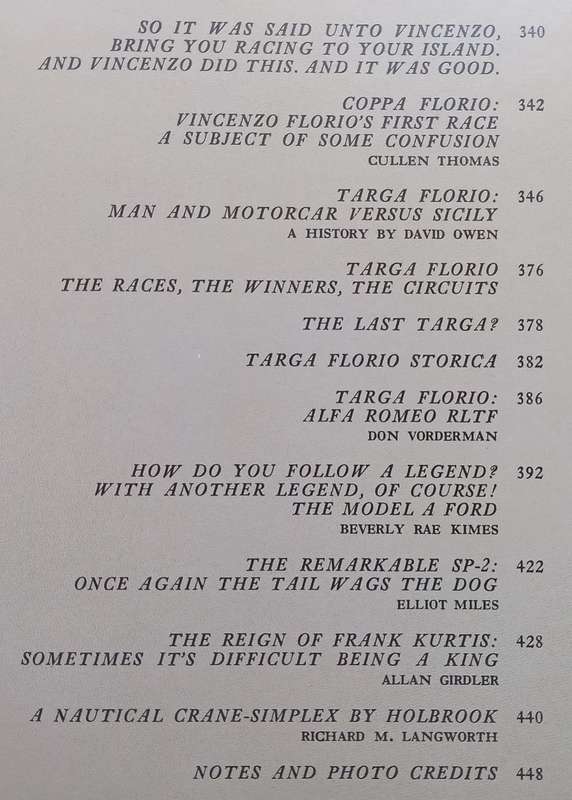 SO IT WAS SAID UNTO VINCENZO, 340
BRING YOU RACING TO YOUR ISLAND.
AND VINCENZO DID THIS. AND IT WAS GOOD.
COPPA FLORIO: 342
VINCENZO FLORIO'S FIRST RACE
A SUBJECT OF SOME CONFUSION
CULLEN THOMAS
TARGA FLORIO: 346
MAN AND MOTORCAR VERSUS SICILY
A HISTORY BY DAVID OWEN
TARGA FLORIO 376
THE RACES, THE WINNERS, THE CIRCUITS
THE LAST TARGA? 378
TARGA FLORIO STORICA 382
TARGA FLORIO: 386
ALFA ROMEO RLTF
DON VORDERMAN
HOW DO YOU FOLLOW A LEGEND? 392
WITH ANOTHER LEGEND, OF COURSE!
THE MODEL A FORD
BEVERLY RAE KIMES
THE REMARKABLE SP-2: 422
ONCE AGAIN THE TAIL WAGS THE DOG
ELLIOT MILES
THE REIGN OF FRANK KURTIS: 428
SOMETIMES IT'S DIFFICULT BEING A KING
ALLAN GIRDLER
A NAUTICAL CRANE-SIMPLEX BY HOLBROOK 440
RICHARD M. LANGWORTH
NOTES AND PHOTO CREDITS 448